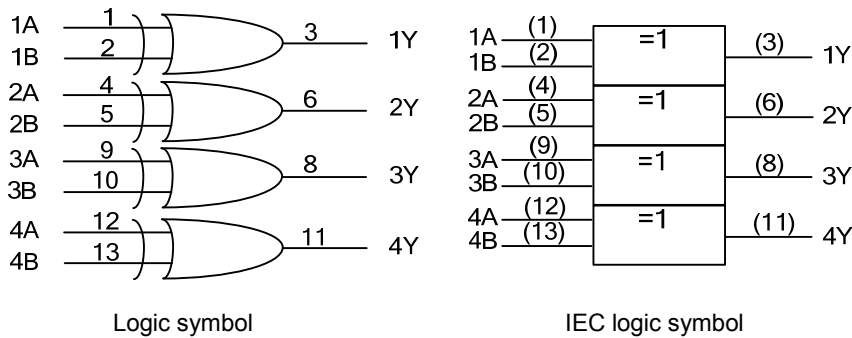 1A 1 3 1Y
1B 2
2A 4 6 2Y
2B 5
3A 9 8 3Y
3B 10
4A 12 11 4Y
4B 13
Logic symbol
1A (1) =1 (3) 1Y
1B (2)
2A (4) =1 (6) 2Y
2B (5)
3A (9) =1 (8) 3Y
3B (10)
4A (12) =1 (11) 4Y
4B (13)
IEC logic symbol